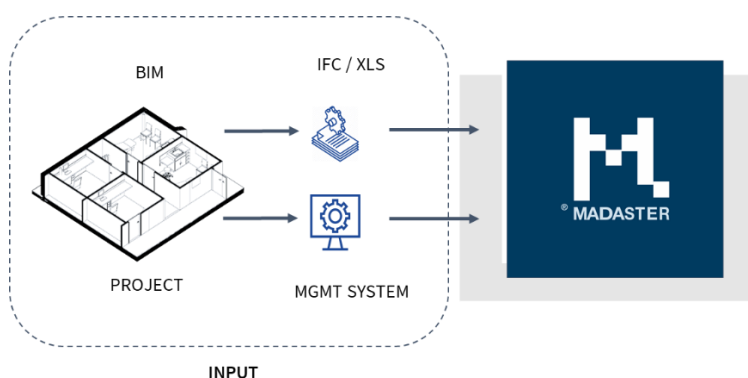 BIM
IFC / XLS
PROJECT
MGMT SYSTEM
® MADASTER
INPUT